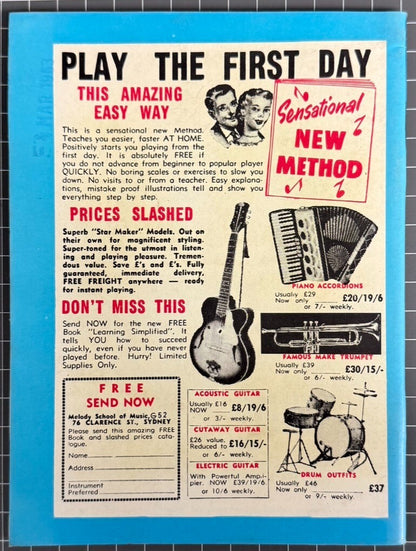 PLAY THE FIRST DAY
THIS AMAZING
EASY WAY
This is a sensational new Method.
Teaches you easier, faster AT HOME.
Positively starts you playing from the
first day. It is absolutely FREE if
you do not advance from beginner to popular player
QUICKLY. No boring scales or exercises to slow you
down. No visits to or from a teacher. Easy explana-
tions, mistake proof illustrations tell and show you
everything step by step.
Sensational
NEW
METHOD
PRICES SLASHED
Superb "Star Maker" Models. Out on
their own for magnificent styling.
Super-toned for the utmost in listen-
ing and playing pleasure. Tremen-
dous value. Save £'s and £'s. Fully
guaranteed, immediate delivery,
FREE FREIGHT anywhere — ready
for instant playing.
DON'T MISS THIS
Send NOW for the new FREE
Book "Learning Simplified". It
tells YOU how to succeed
quickly, even if you have never
played before. Hurry! Limited
Supplies Only.
FREE
SEND NOW
Melody School of Music, G52
76 CLARENCE ST., SYDNEY
Please send this amazing FREE
Book and slashed prices cata-
logue.
Name
Address
Instrument
Preferred
PIANO ACCORDIONS
Usually £29
Now only £20/19/6
or 7/- weekly.
FAMOUS MAKE TRUMPET
Usually £39
Now only £30/15/-
or 6/- weekly.
ACOUSTIC GUITAR
Usually £16
NOW £8/19/6
or 3/- weekly.
CUTAWAY GUITAR
£26 value.
Reduced to £16/15/-
or 6/- weekly.
ELECTRIC GUITAR
With Powerful Ampli-
fier. NOW £39/19/6
or 10/6 weekly.
DRUM OUTFITS
Usually £46
Now only £37
or 9/- weekly.